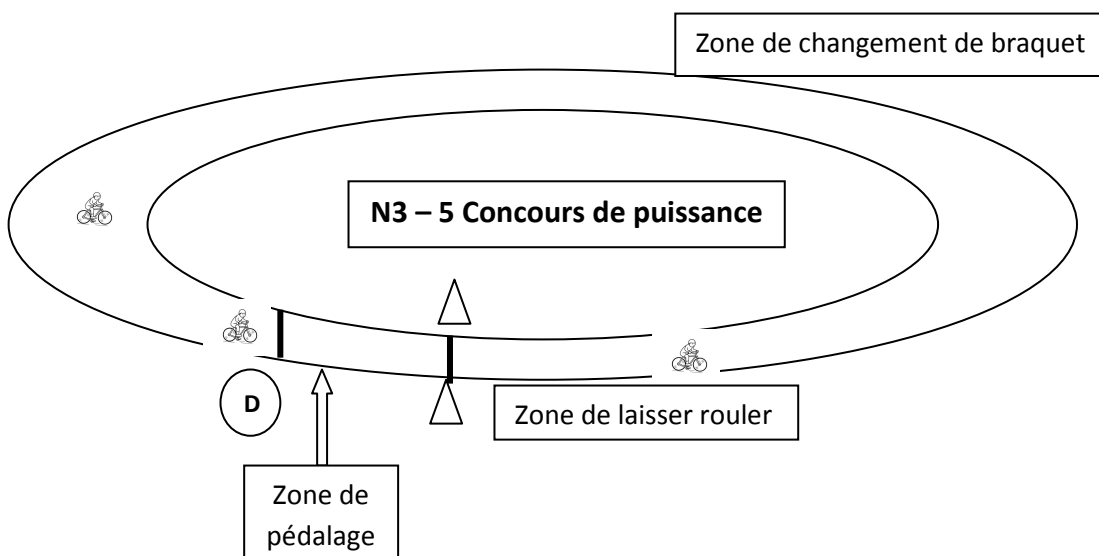 Zone de changement de braquet
N3 – 5 Concours de puissance
D
Zone de laisser rouler
Zone de
pédalage